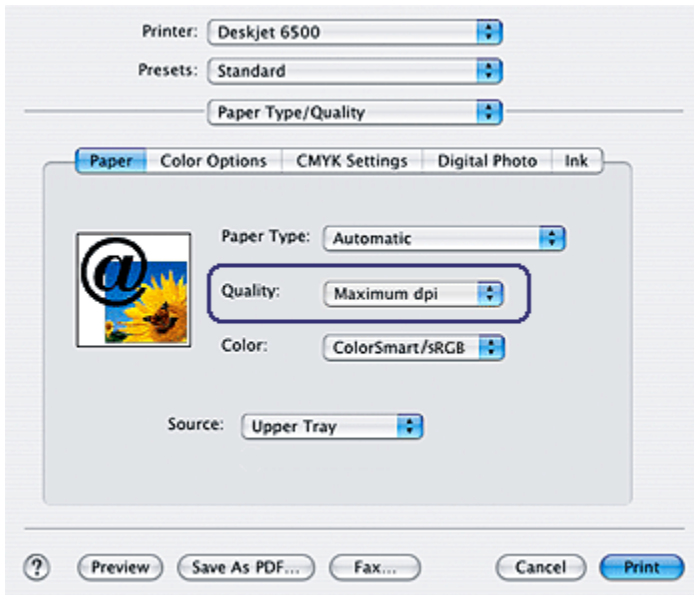 Printer: Deskjet 6500
Presets: Standard
Paper Type/Quality
Paper Color Options CMYK Settings Digital Photo Ink
Paper Type: Automatic
@
Quality: Maximum dpi
Color: ColorSmart/sRGB
Source: Upper Tray
? Preview Save As PDF... Fax... Cancel Print